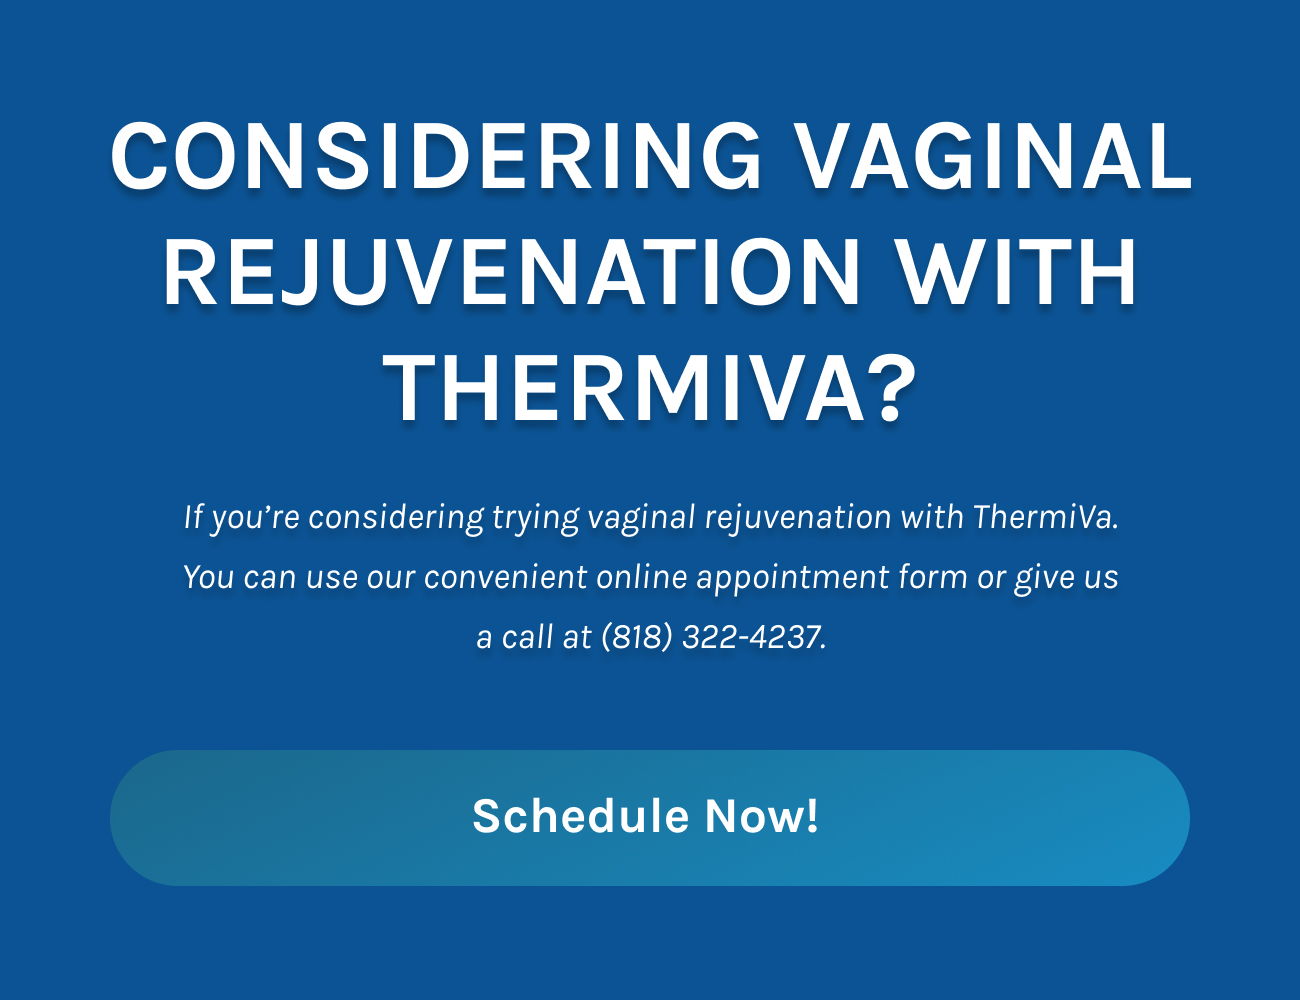 CONSIDERING VAGINAL
REJUVENATION WITH
THERMIVA?
If you’re considering trying vaginal rejuvenation with ThermiVa.
You can use our convenient online appointment form or give us
a call at (818) 322-4237.
Schedule Now!